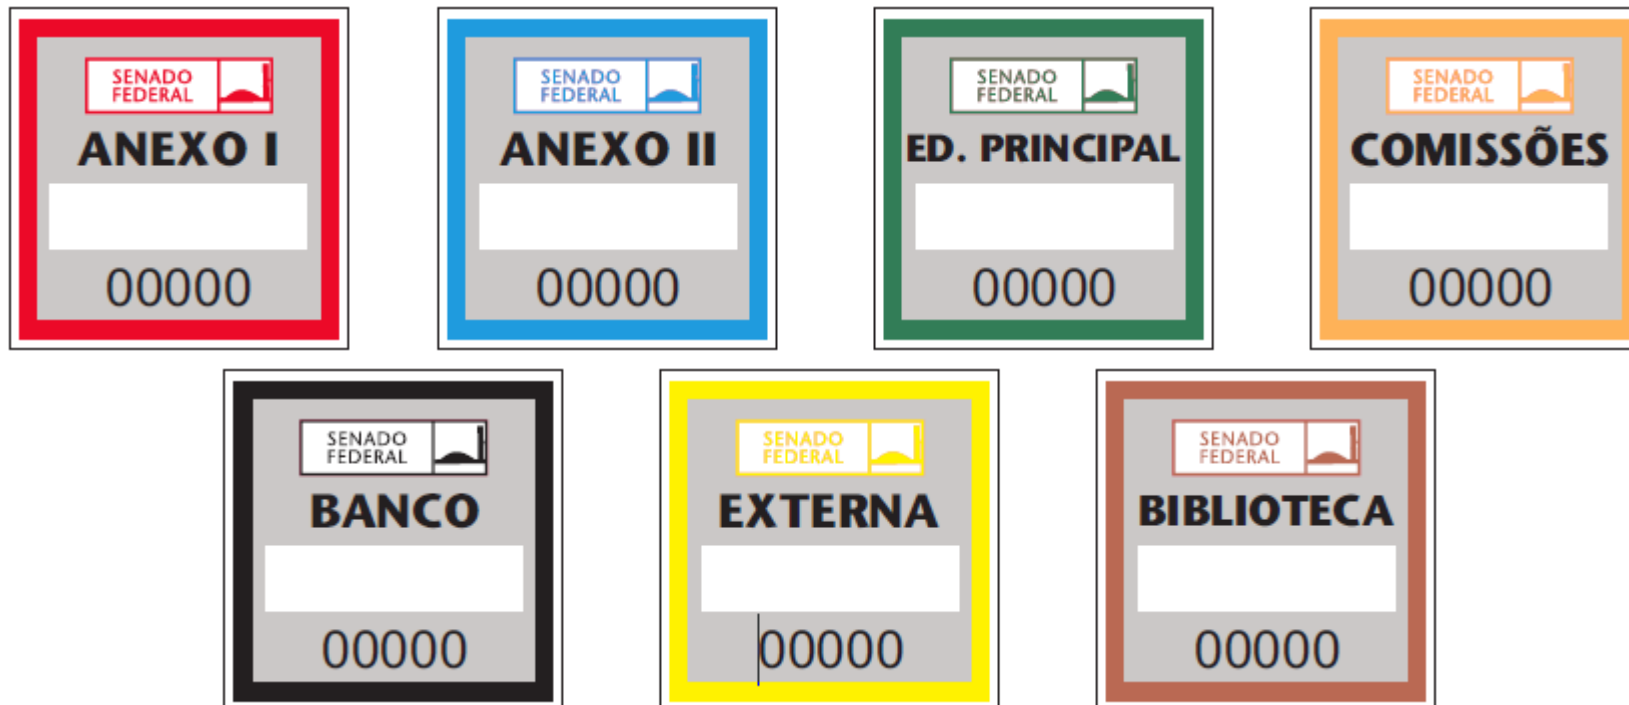 SENADO
FEDERAL
ANEXO I
00000
SENADO
FEDERAL
ANEXO II
00000
SENADO
FEDERAL
ED. PRINCIPAL
00000
SENADO
FEDERAL
COMISSÕES
00000
SENADO
FEDERAL
BANCO
00000
SENADO
FEDERAL
EXTERNA
00000
SENADO
FEDERAL
BIBLIOTECA
00000